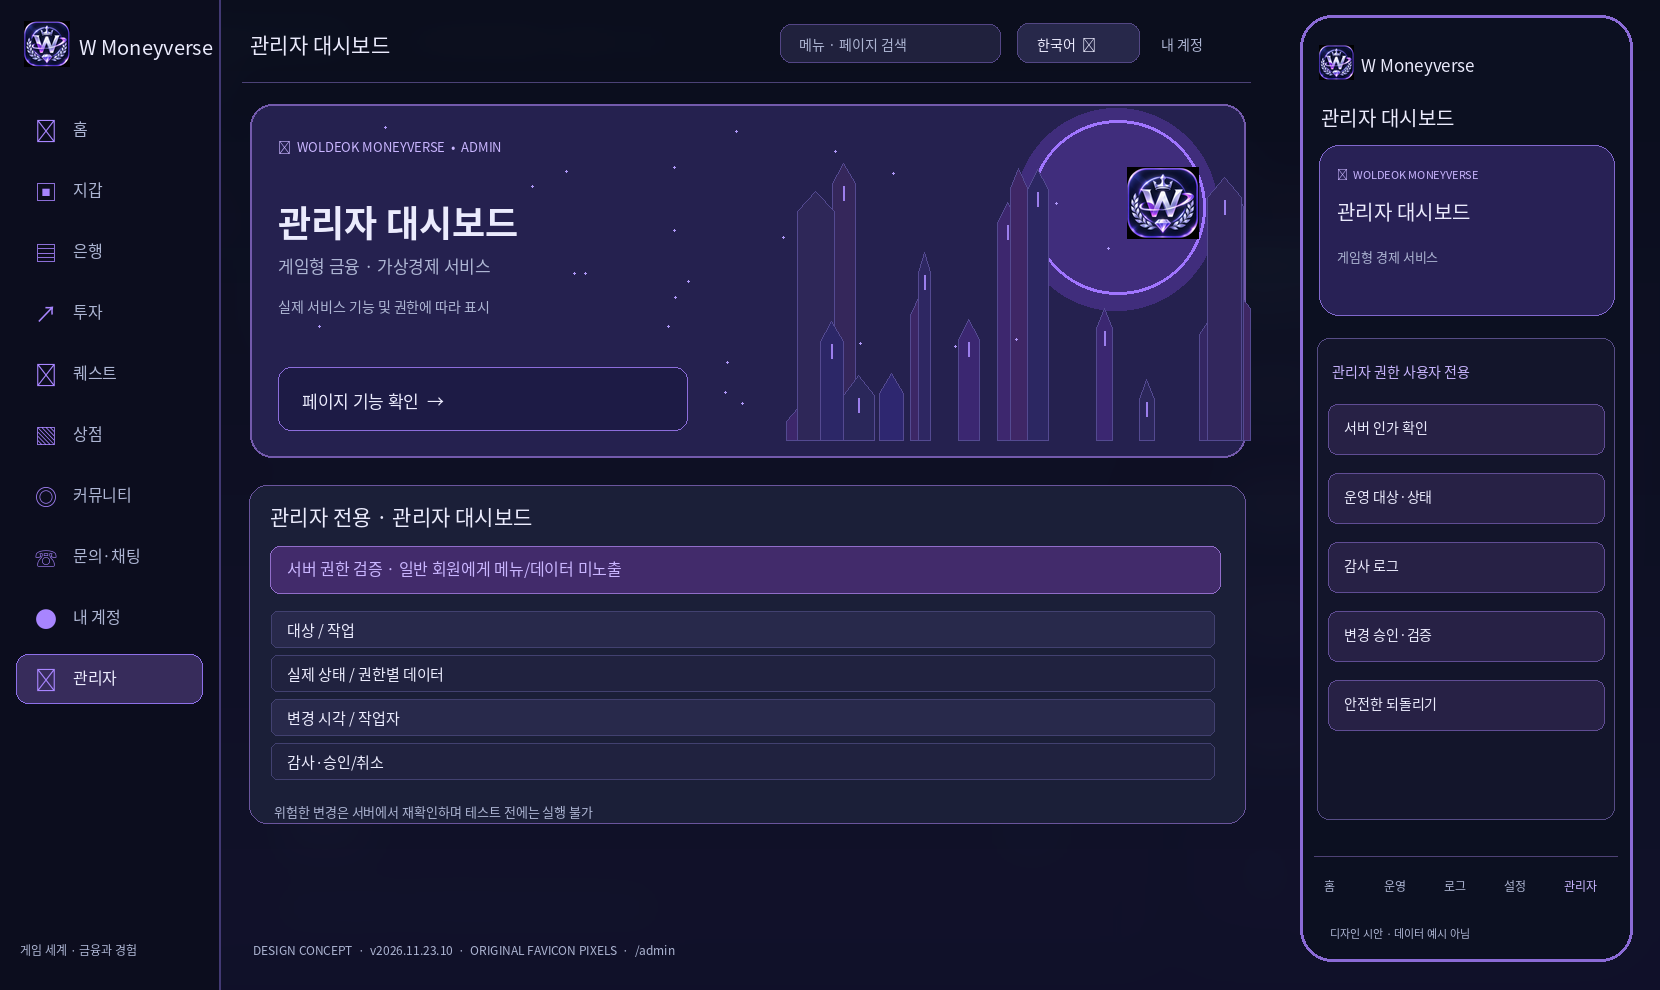 W Moneyverse
홈
지갑
은행
투자
퀘스트
상점
커뮤니티
문의·채팅
내 계정
관리자
게임 세계 · 금융과 경험
관리자 대시보드
메뉴 · 페이지 검색
한국어
내 계정
WOLDEOK MONEYVERSE • ADMIN
관리자 대시보드
게임형 금융 · 가상경제 서비스
실제 서비스 기능 및 권한에 따라 표시
페이지 기능 확인 →
W
관리자 전용 · 관리자 대시보드
서버 권한 검증 · 일반 회원에게 메뉴/데이터 미노출
대상 / 작업
실제 상태 / 권한별 데이터
변경 시각 / 작업자
감사·승인/취소
위험한 변경은 서버에서 재확인하며 테스트 전에는 실행 불가
DESIGN CONCEPT · v2026.11.23.10 · ORIGINAL FAVICON PIXELS · /admin
W Moneyverse
관리자 대시보드
WOLDEOK MONEYVERSE
관리자 대시보드
게임형 경제 서비스
관리자 권한 사용자 전용
서버 인가 확인
운영 대상·상태
감사 로그
변경 승인·검증
안전한 되돌리기
홈 운영 로그 설정 관리자
디자인 시안 · 데이터 예시 아님